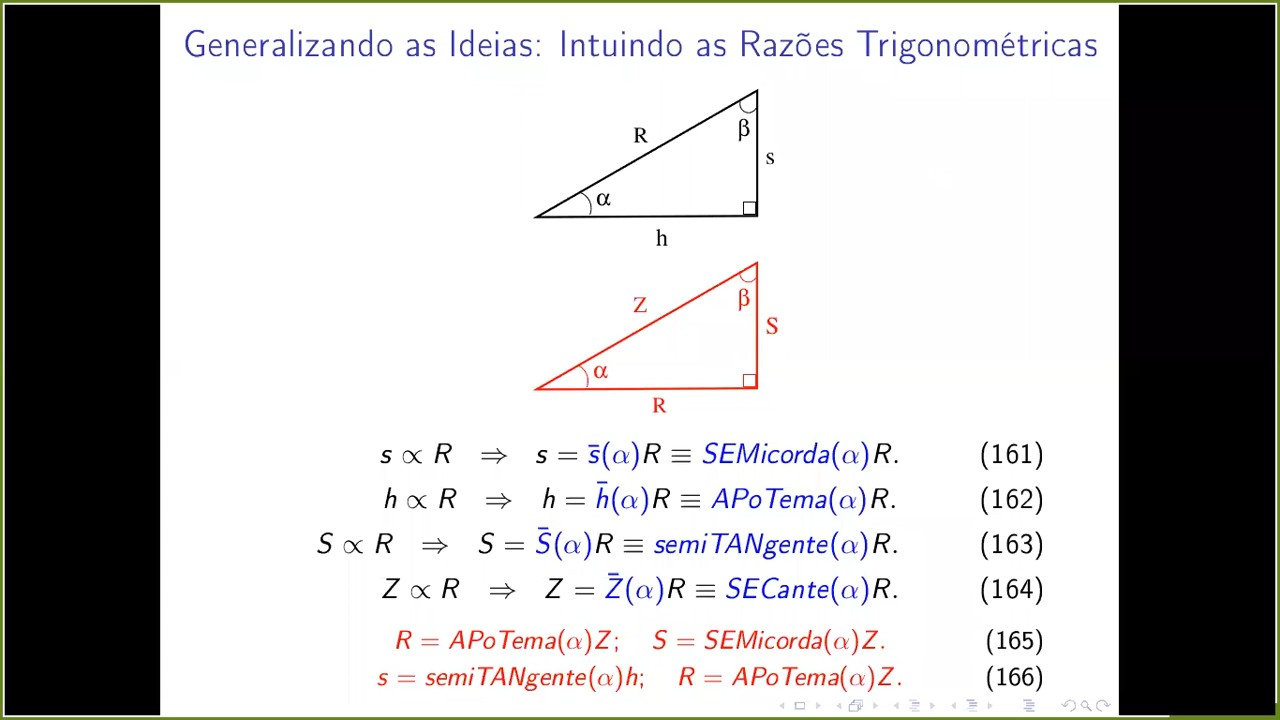 Generalizando as Ideias: Intuindo as Razões Trigonométricas
R
β
s
α
h
Z
β
S
α
R
s ∝ R ⇒ s = s̄(α)R ≡ SEMicorda(α)R. (161)
h ∝ R ⇒ h = h̄(α)R ≡ APoTema(α)R. (162)
S ∝ R ⇒ S = S̄(α)R ≡ semiTANgente(α)R. (163)
Z ∝ R ⇒ Z = Z̄(α)R ≡ SECante(α)R. (164)
R = APoTema(α)Z; S = SEMicorda(α)Z. (165)
s = semiTANgente(α)h; R = APoTema(α)Z. (166)